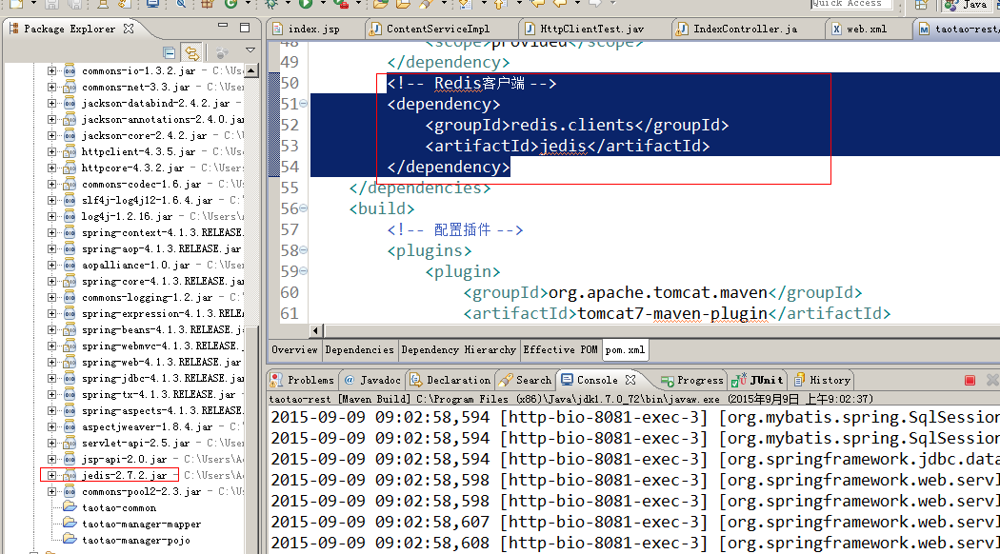 Quick Access
Java
Package Explorer
commons-io-1.3.2.jar - C:\Users
commons-net-3.3.jar - C:\User
jackson-databind-2.4.2.jar -
jackson-annotations-2.4.0.jar
jackson-core-2.4.2.jar - C:\U
httpclient-4.3.5.jar - C:\Use
httpcore-4.3.2.jar - C:\Users
commons-codec-1.6.jar - C:\Us
slf4j-log4j12-1.6.4.jar - C:
log4j-1.2.16.jar - C:\Users\A
spring-context-4.1.3.RELEASE.
spring-aop-4.1.3.RELEASE.jar
aopalliance-1.0.jar - C:\User
spring-core-4.1.3.RELEASE.jar
commons-logging-1.2.jar - C:\
spring-expression-4.1.3.RELEA
spring-beans-4.1.3.RELEASE.ja
spring-webmvc-4.1.3.RELEASE.
spring-web-4.1.3.RELEASE.jar
spring-jdbc-4.1.3.RELEASE.jar
spring-tx-4.1.3.RELEASE.jar
spring-aspects-4.1.3.RELEASE.
aspectjweaver-1.8.4.jar - C:
servlet-api-2.5.jar - C:\User
jsp-api-2.0.jar - C:\Users\Ad
jedis-2.7.2.jar - C:\Users\Ad
commons-pool2-2.3.jar - C:\Us
taotao-common
taotao-manager-mapper
taotao-manager-pojo
index.jsp
ContentServiceImpl
HttpClientTest.jav
IndexController.ja
web.xml
taotao-rest/
48 <scope>provided</scope>
49 </dependency>
50 <!-- Redis客户端 -->
51 <dependency>
52 <groupId>redis.clients</groupId>
53 <artifactId>jedis</artifactId>
54 </dependency>
55 </dependencies>
56 <build>
57 <!-- 配置插件 -->
58 <plugins>
59 <plugin>
60 <groupId>org.apache.tomcat.maven</groupId>
61 <artifactId>tomcat7-maven-plugin</artifactId>
Overview Dependencies Dependency Hierarchy Effective POM pom.xml
Problems Javadoc Declaration Search Console Progress JUnit History
taotao-rest [Maven Build] C:\Program Files (x86)\Java\jdk1.7.0_72\bin\javaw.exe (2015年9月9日 上午9:02:37)
2015-09-09 09:02:58,594 [http-bio-8081-exec-3] [org.mybatis.spring.SqlSession
2015-09-09 09:02:58,594 [http-bio-8081-exec-3] [org.mybatis.spring.SqlSession
2015-09-09 09:02:58,594 [http-bio-8081-exec-3] [org.springframework.jdbc.data
2015-09-09 09:02:58,598 [http-bio-8081-exec-3] [org.springframework.web.servl
2015-09-09 09:02:58,598 [http-bio-8081-exec-3] [org.springframework.web.servl
2015-09-09 09:02:58,607 [http-bio-8081-exec-3] [org.springframework.web.servl
2015-09-09 09:02:58,608 [http-bio-8081-exec-3] [org.springframework.web.servl